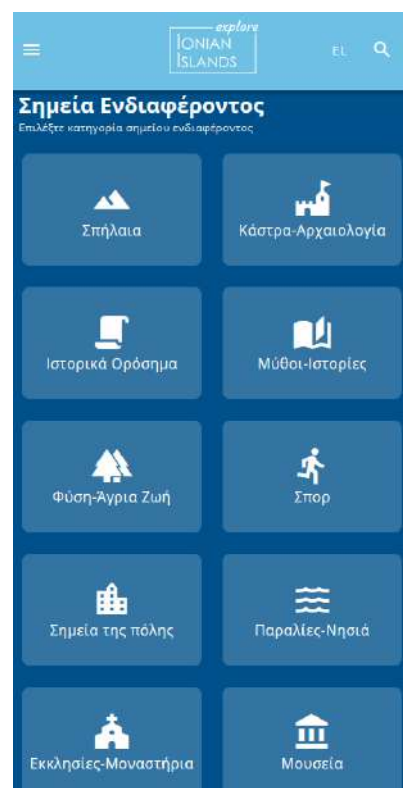 explore
IONIAN
ISLANDS
EL
Σημεία Ενδιαφέροντος
Επιλέξτε κατηγορία σημείου ενδιαφέροντος
Σπήλαια
Κάστρα-Αρχαιολογία
Ιστορικά Ορόσημα
Μύθοι-Ιστορίες
Φύση-Άγρια Ζωή
Σπορ
Σημεία της πόλης
Παραλίες-Νησιά
Εκκλησίες-Μοναστήρια
Μουσεία